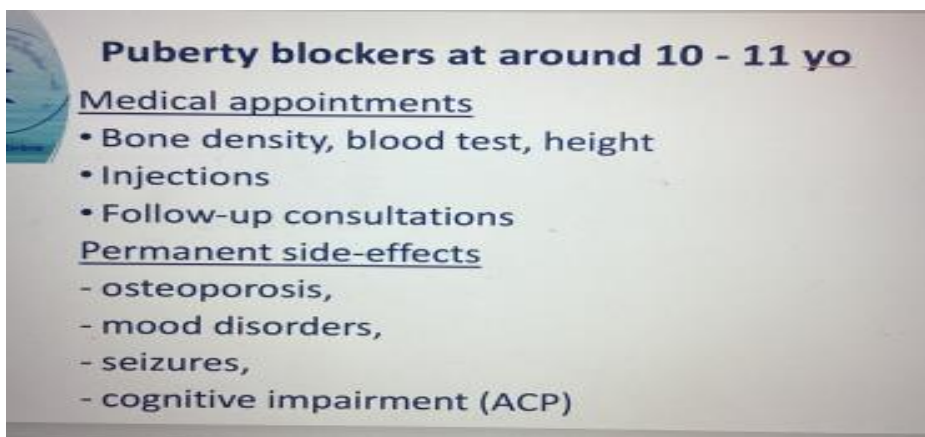 Puberty blockers at around 10 - 11 yo
Medical appointments
• Bone density, blood test, height
• Injections
• Follow-up consultations
Permanent side-effects
- osteoporosis,
- mood disorders,
- seizures,
- cognitive impairment (ACP)